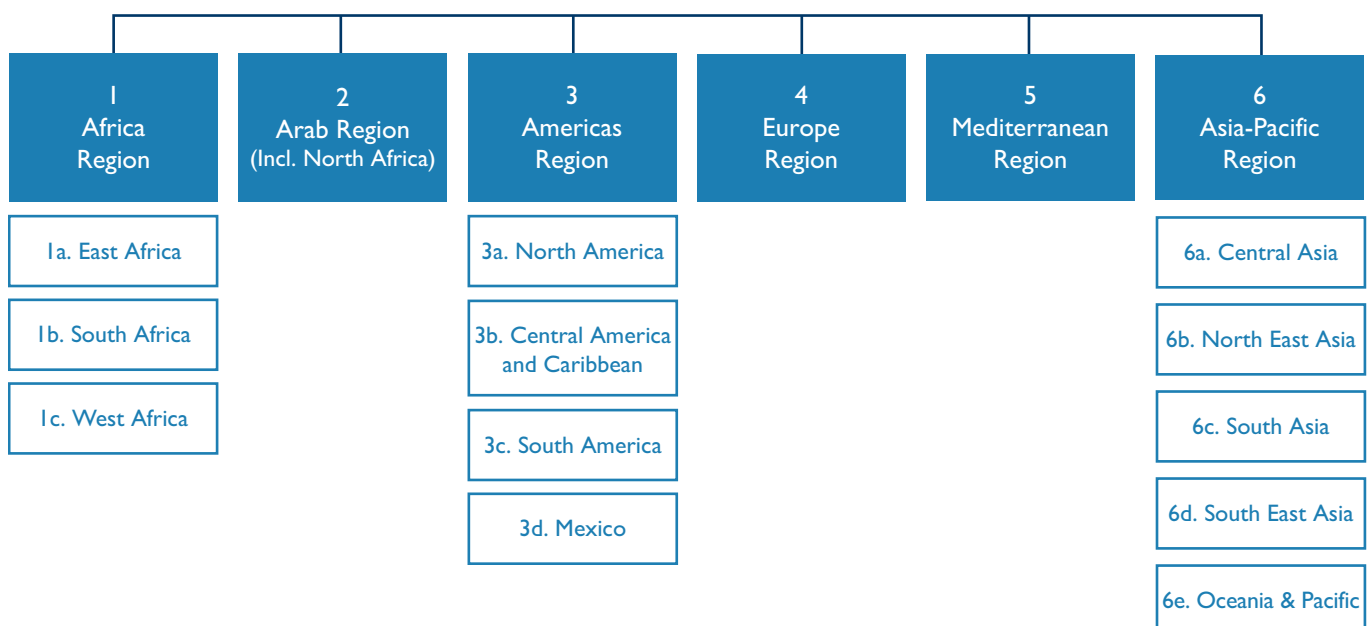 1
Africa
Region
1a. East Africa
1b. South Africa
1c. West Africa
2
Arab Region
(Incl. North Africa)
3
Americas
Region
3a. North America
3b. Central America
and Caribbean
3c. South America
3d. Mexico
4
Europe
Region
5
Mediterranean
Region
6
Asia-Pacific
Region
6a. Central Asia
6b. North East Asia
6c. South Asia
6d. South East Asia
6e. Oceania & Pacific